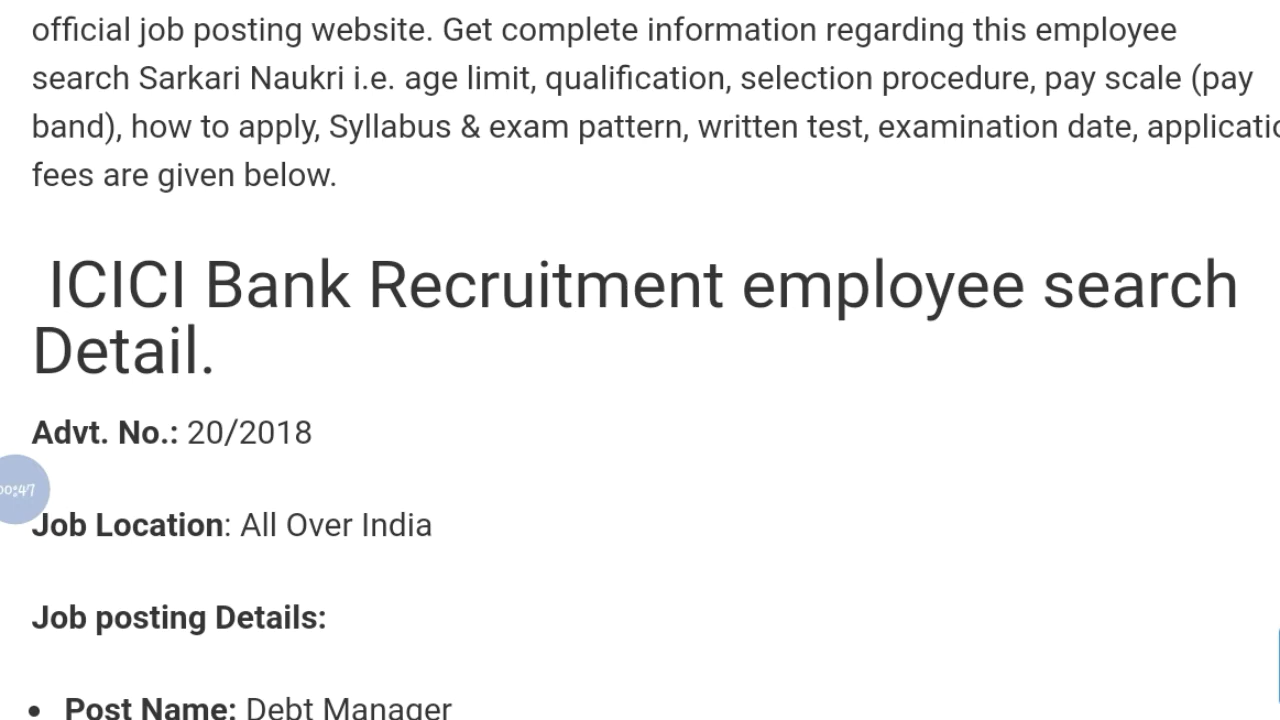 official job posting website. Get complete information regarding this employee
search Sarkari Naukri i.e. age limit, qualification, selection procedure, pay scale (pay
band), how to apply, Syllabus & exam pattern, written test, examination date, applicatio
fees are given below.
ICICI Bank Recruitment employee search
Detail.
Advt. No.: 20/2018
00:47
Job Location: All Over India
Job posting Details:
• Post Name: Debt Manager